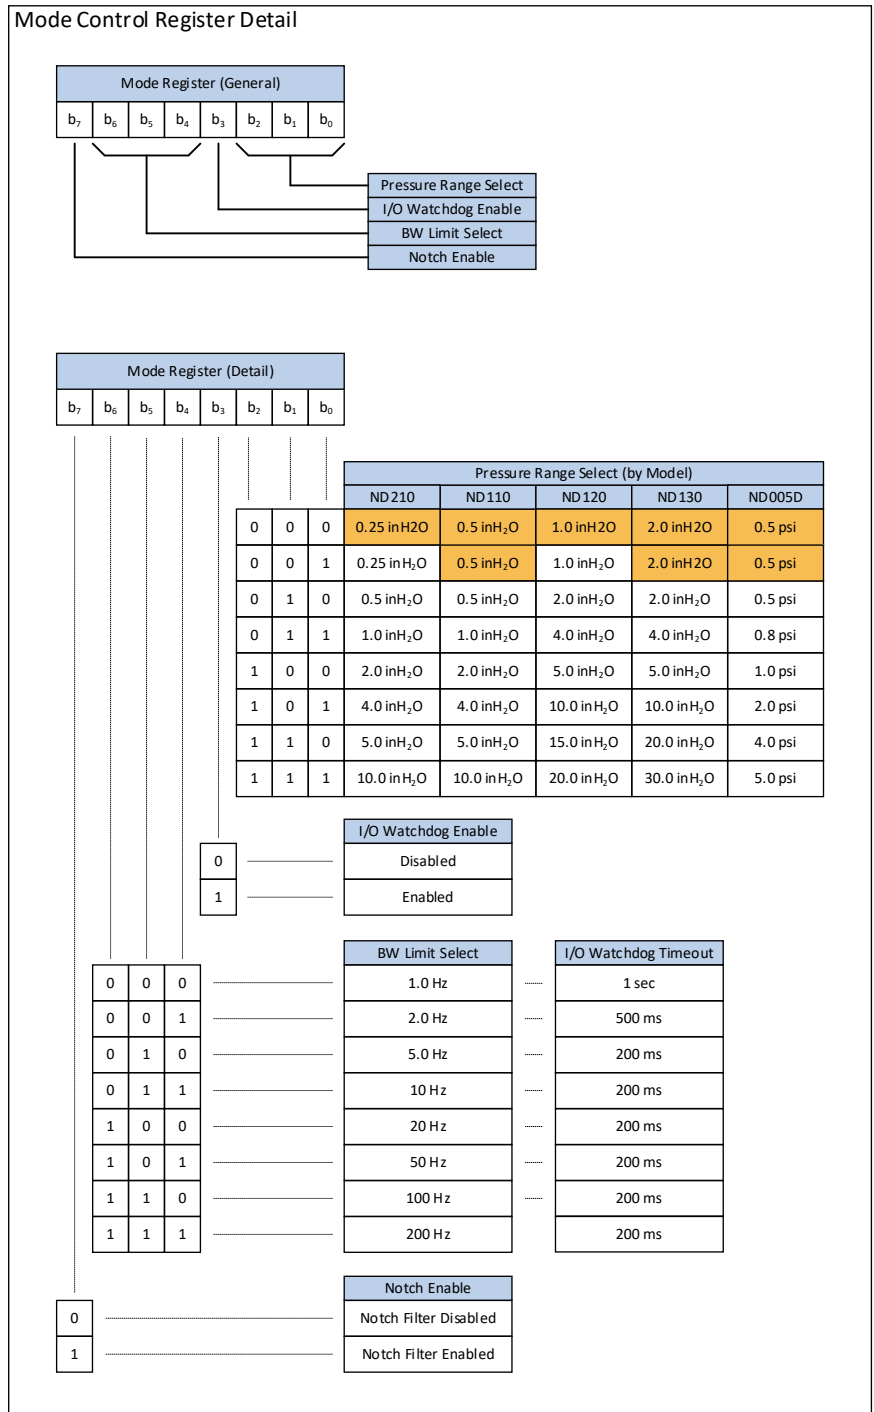 Mode Control Register Detail
Mode Register (General)
b₇ b₆ b₅ b₄ b₃ b₂ b₁ b₀
Pressure Range Select
I/O Watchdog Enable
BW Limit Select
Notch Enable
Mode Register (Detail)
b₇ b₆ b₅ b₄ b₃ b₂ b₁ b₀
Pressure Range Select (by Model)
ND210 ND110 ND120 ND130 ND005D
0 0 0 0.25 inH2O 0.5 inH₂O 1.0 inH2O 2.0 inH2O 0.5 psi
0 0 1 0.25 inH₂O 0.5 inH₂O 1.0 inH₂O 2.0 inH2O 0.5 psi
0 1 0 0.5 inH₂O 0.5 inH₂O 2.0 inH₂O 2.0 inH₂O 0.5 psi
0 1 1 1.0 inH₂O 1.0 inH₂O 4.0 inH₂O 4.0 inH₂O 0.8 psi
1 0 0 2.0 inH₂O 2.0 inH₂O 5.0 inH₂O 5.0 inH₂O 1.0 psi
1 0 1 4.0 inH₂O 4.0 inH₂O 10.0 inH₂O 10.0 inH₂O 2.0 psi
1 1 0 5.0 inH₂O 5.0 inH₂O 15.0 inH₂O 20.0 inH₂O 4.0 psi
1 1 1 10.0 inH₂O 10.0 inH₂O 20.0 inH₂O 30.0 inH₂O 5.0 psi
I/O Watchdog Enable
0 Disabled
1 Enabled
BW Limit Select I/O Watchdog Timeout
0 0 0 1.0 Hz 1 sec
0 0 1 2.0 Hz 500 ms
0 1 0 5.0 Hz 200 ms
0 1 1 10 Hz 200 ms
1 0 0 20 Hz 200 ms
1 0 1 50 Hz 200 ms
1 1 0 100 Hz 200 ms
1 1 1 200 Hz 200 ms
Notch Enable
0 Notch Filter Disabled
1 Notch Filter Enabled